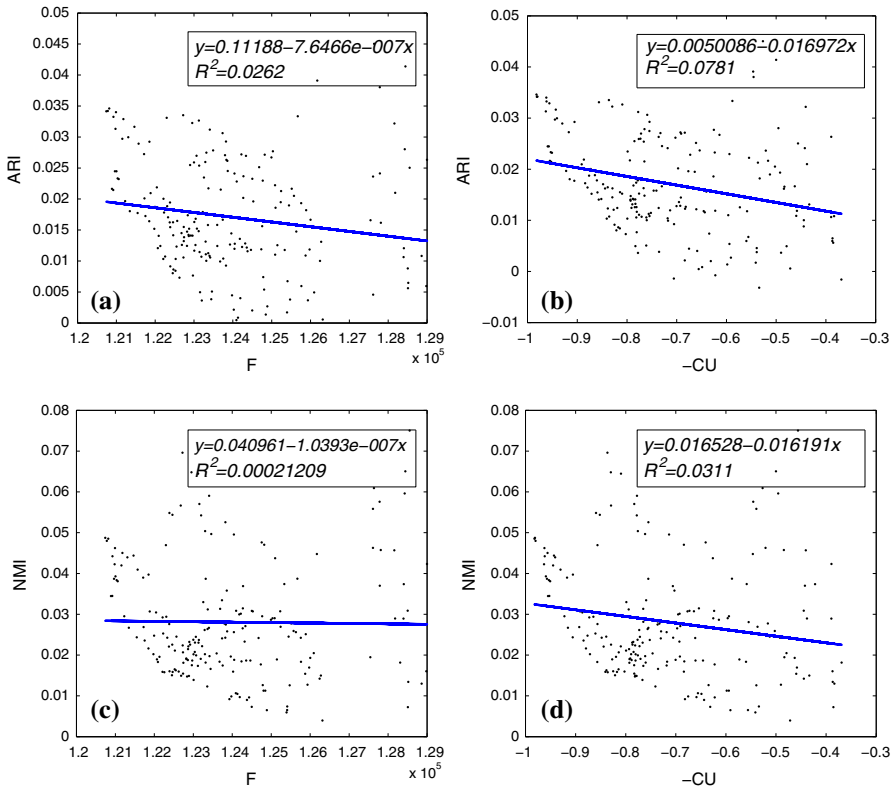 0.05
0.045
0.04
0.035
0.03
0.025
0.02
0.015
0.01
0.005
0
ARI
y=0.11188−7.6466e−007x
R²=0.0262
(a)
1.2 1.21 1.22 1.23 1.24 1.25 1.26 1.27 1.28 1.29
x 10⁵
F
0.05
0.04
0.03
0.02
0.01
0
−0.01
ARI
y=0.0050086−0.016972x
R²=0.0781
(b)
−1 −0.9 −0.8 −0.7 −0.6 −0.5 −0.4 −0.3
−CU
0.08
0.07
0.06
0.05
0.04
0.03
0.02
0.01
0
NMI
y=0.040961−1.0393e−007x
R²=0.00021209
(c)
1.2 1.21 1.22 1.23 1.24 1.25 1.26 1.27 1.28 1.29
x 10⁵
F
0.08
0.07
0.06
0.05
0.04
0.03
0.02
0.01
0
NMI
y=0.016528−0.016191x
R²=0.0311
(d)
−1 −0.9 −0.8 −0.7 −0.6 −0.5 −0.4 −0.3
−CU